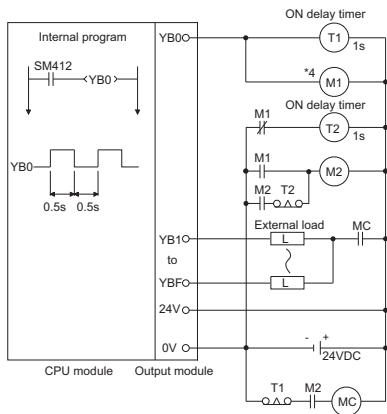 ON delay timer
Internal program
YB0
T1
1s
SM412
YB0
*4
M1
ON delay timer
M1
T2
1s
YB0
M1
M2
M2
T2
0.5s
0.5s
External load
YB1
L
MC
to
YBF
L
24V
0V
- +
24VDC
CPU module
Output module
T1
M2
MC